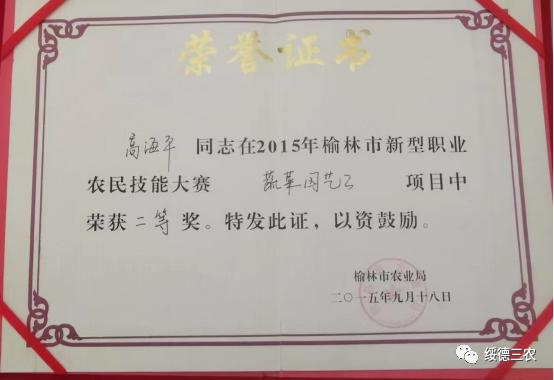 荣誉证书
高海平 同志在2015年榆林市新型职业
农民技能大赛 蔬菜园艺工 项目中
荣获二等奖。特发此证，以资鼓励。
榆林市农业局
二〇一五年九月十八日
绥德三农